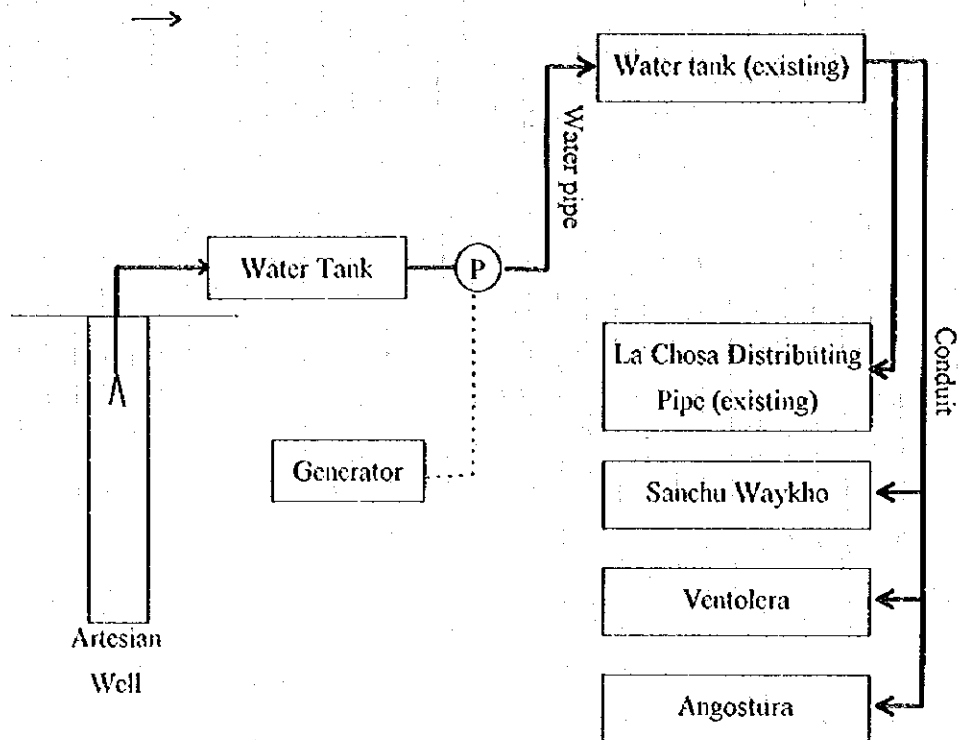 Water tank (existing)
Water pipe
Water Tank
P
La Chosa Distributing
Pipe (existing)
Conduit
Generator
Sanchu Waykho
Ventolera
Artesian
Well
Angostura